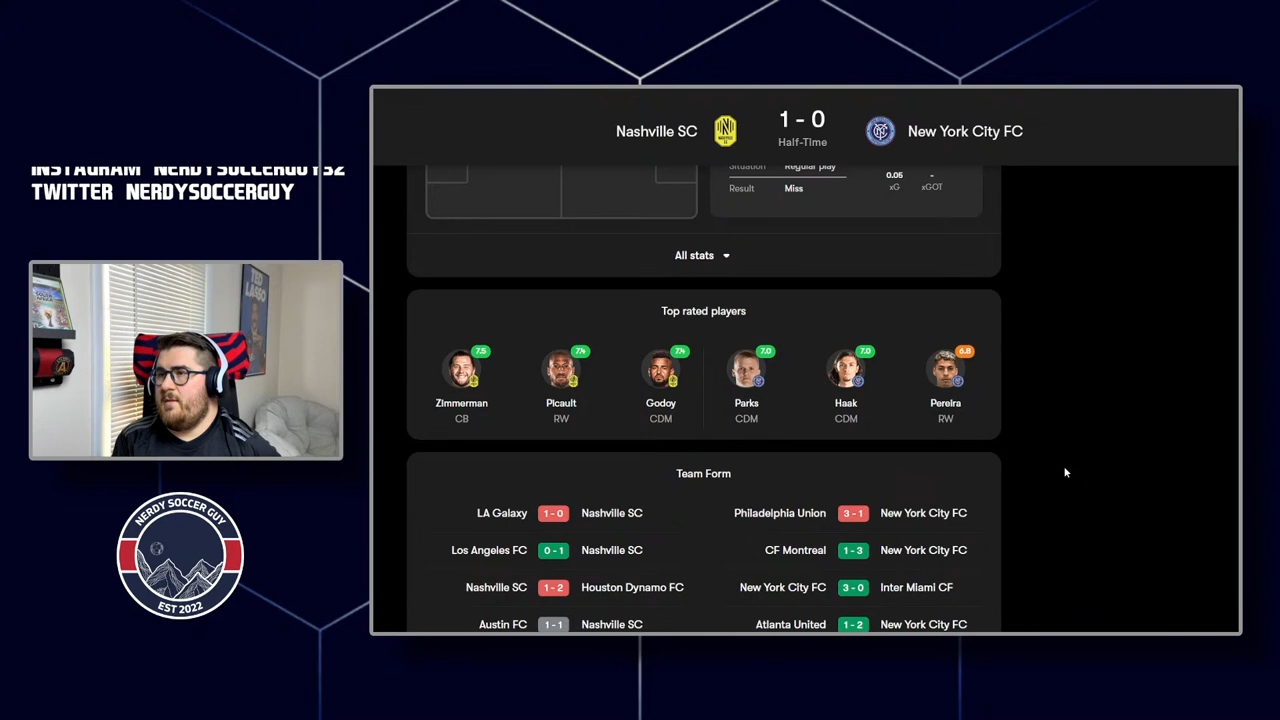 Nashville SC
1 - 0
Half-Time
New York City FC
INSTAGRAM NERDYSOCCERGUY32
TWITTER NERDYSOCCERGUY
Situation Regular play
Result Miss
0.05 -
xG xGOT
All stats
Top rated players
7.5 7.4 7.4 7.0 7.0 6.8
Zimmerman Picault Godoy Parks Haak Pereira
CB RW CDM CDM CDM RW
Team Form
LA Galaxy 1 - 0 Nashville SC Philadelphia Union 3 - 1 New York City FC
Los Angeles FC 0 - 1 Nashville SC CF Montreal 1 - 3 New York City FC
Nashville SC 1 - 2 Houston Dynamo FC New York City FC 3 - 0 Inter Miami CF
Austin FC 1 - 1 Nashville SC Atlanta United 1 - 2 New York City FC
TED
LASSO
NERDY SOCCER GUY
EST 2022